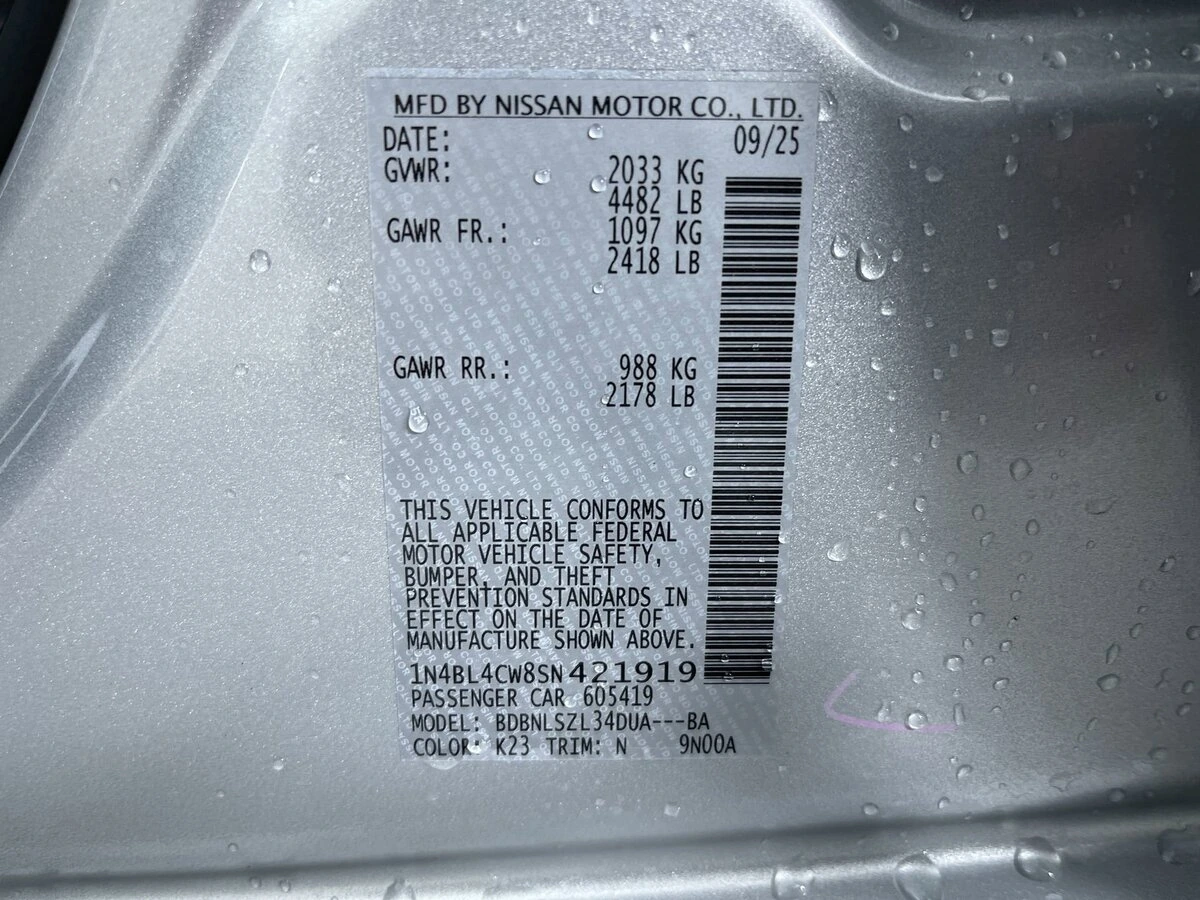 MFD BY NISSAN MOTOR CO., LTD.
DATE: 09/25
GVWR: 2033 KG
4482 LB
GAWR FR.: 1097 KG
2418 LB
GAWR RR.: 988 KG
2178 LB
THIS VEHICLE CONFORMS TO
ALL APPLICABLE FEDERAL
MOTOR VEHICLE SAFETY,
BUMPER, AND THEFT
PREVENTION STANDARDS IN
EFFECT ON THE DATE OF
MANUFACTURE SHOWN ABOVE.
1N4BL4CW8SN421919
PASSENGER CAR 605419
MODEL: BDBNLSZL34DUA---BA
COLOR: K23 TRIM: N 9N00A